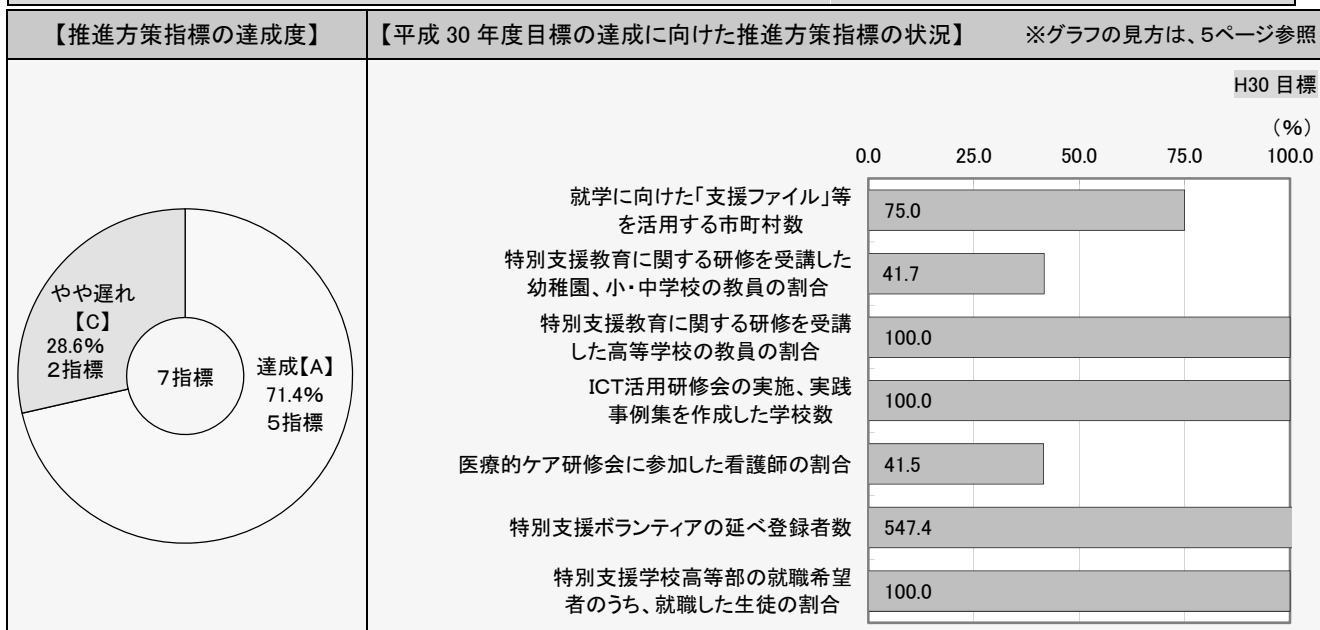 【推進方策指標の達成度】
【平成 30 年度目標の達成に向けた推進方策指標の状況】 ※グラフの見方は、5ページ参照
やや遅れ
【C】
28.6%
2指標
7指標
達成【A】
71.4%
5指標
H30 目標
(%)
0.0 25.0 50.0 75.0 100.0
就学に向けた「支援ファイル」等
を活用する市町村数
75.0
特別支援教育に関する研修を受講した
幼稚園、小・中学校の教員の割合
41.7
特別支援教育に関する研修を受講
した高等学校の教員の割合
100.0
ICT活用研修会の実施、実践
事例集を作成した学校数
100.0
医療的ケア研修会に参加した看護師の割合
41.5
特別支援ボランティアの延べ登録者数
547.4
特別支援学校高等部の就職希望
者のうち、就職した生徒の割合
100.0